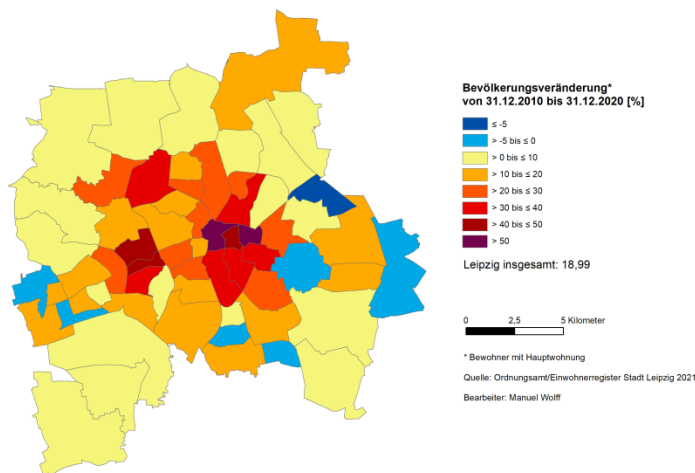 Bevölkerungsveränderung*
von 31.12.2010 bis 31.12.2020 [%]
≤ -5
> -5 bis ≤ 0
> 0 bis ≤ 10
> 10 bis ≤ 20
> 20 bis ≤ 30
> 30 bis ≤ 40
> 40 bis ≤ 50
> 50
Leipzig insgesamt: 18,99
0 2,5 5 Kilometer
* Bewohner mit Hauptwohnung
Quelle: Ordnungsamt/Einwohnerregister Stadt Leipzig 2021
Bearbeiter: Manuel Wolff